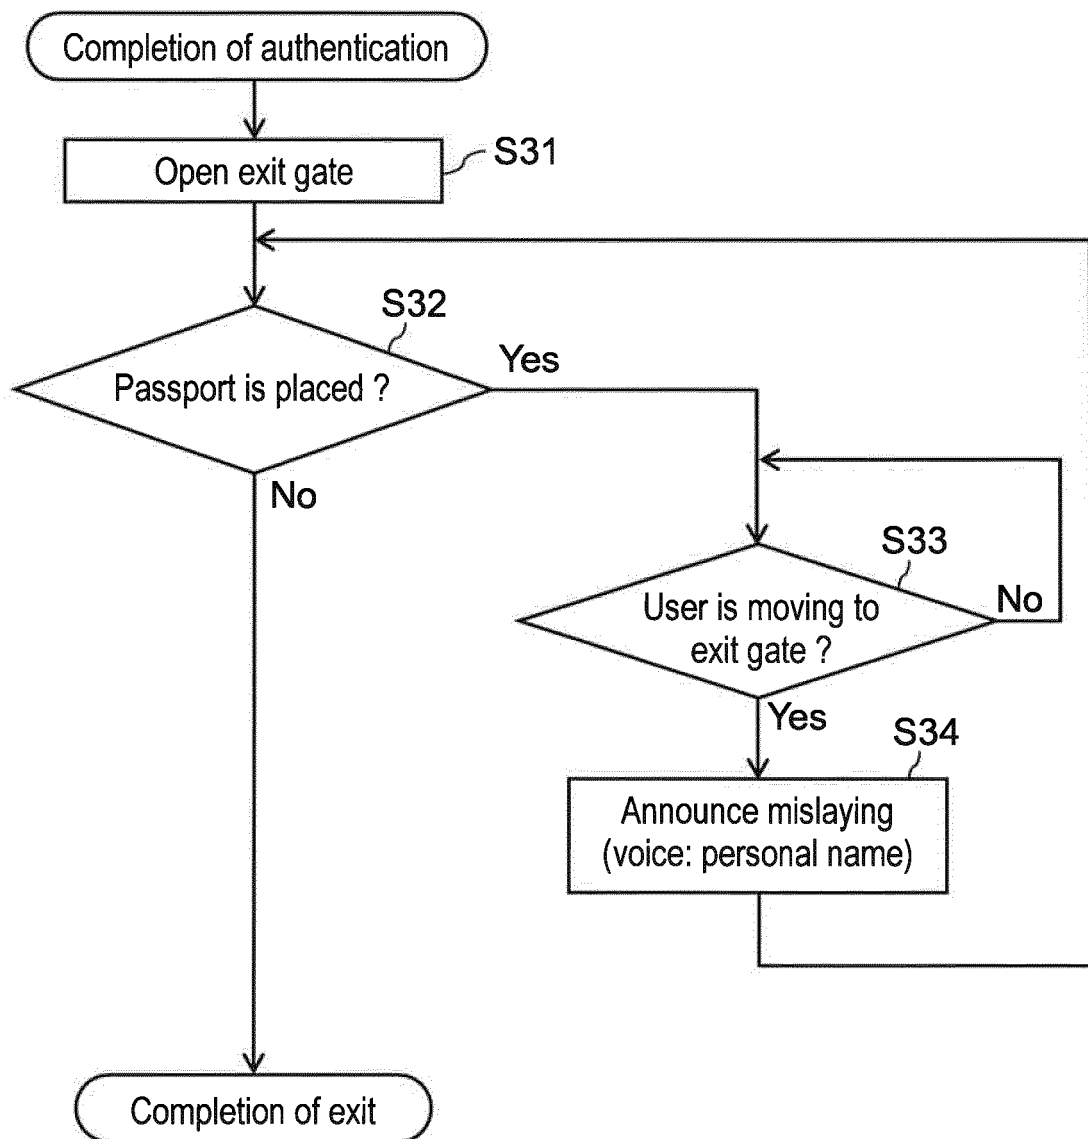 Completion of authentication
Open exit gate
S31
S32
Passport is placed ?
Yes
No
S33
User is moving to
exit gate ?
No
Yes
S34
Announce mislaying
(voice: personal name)
Completion of exit